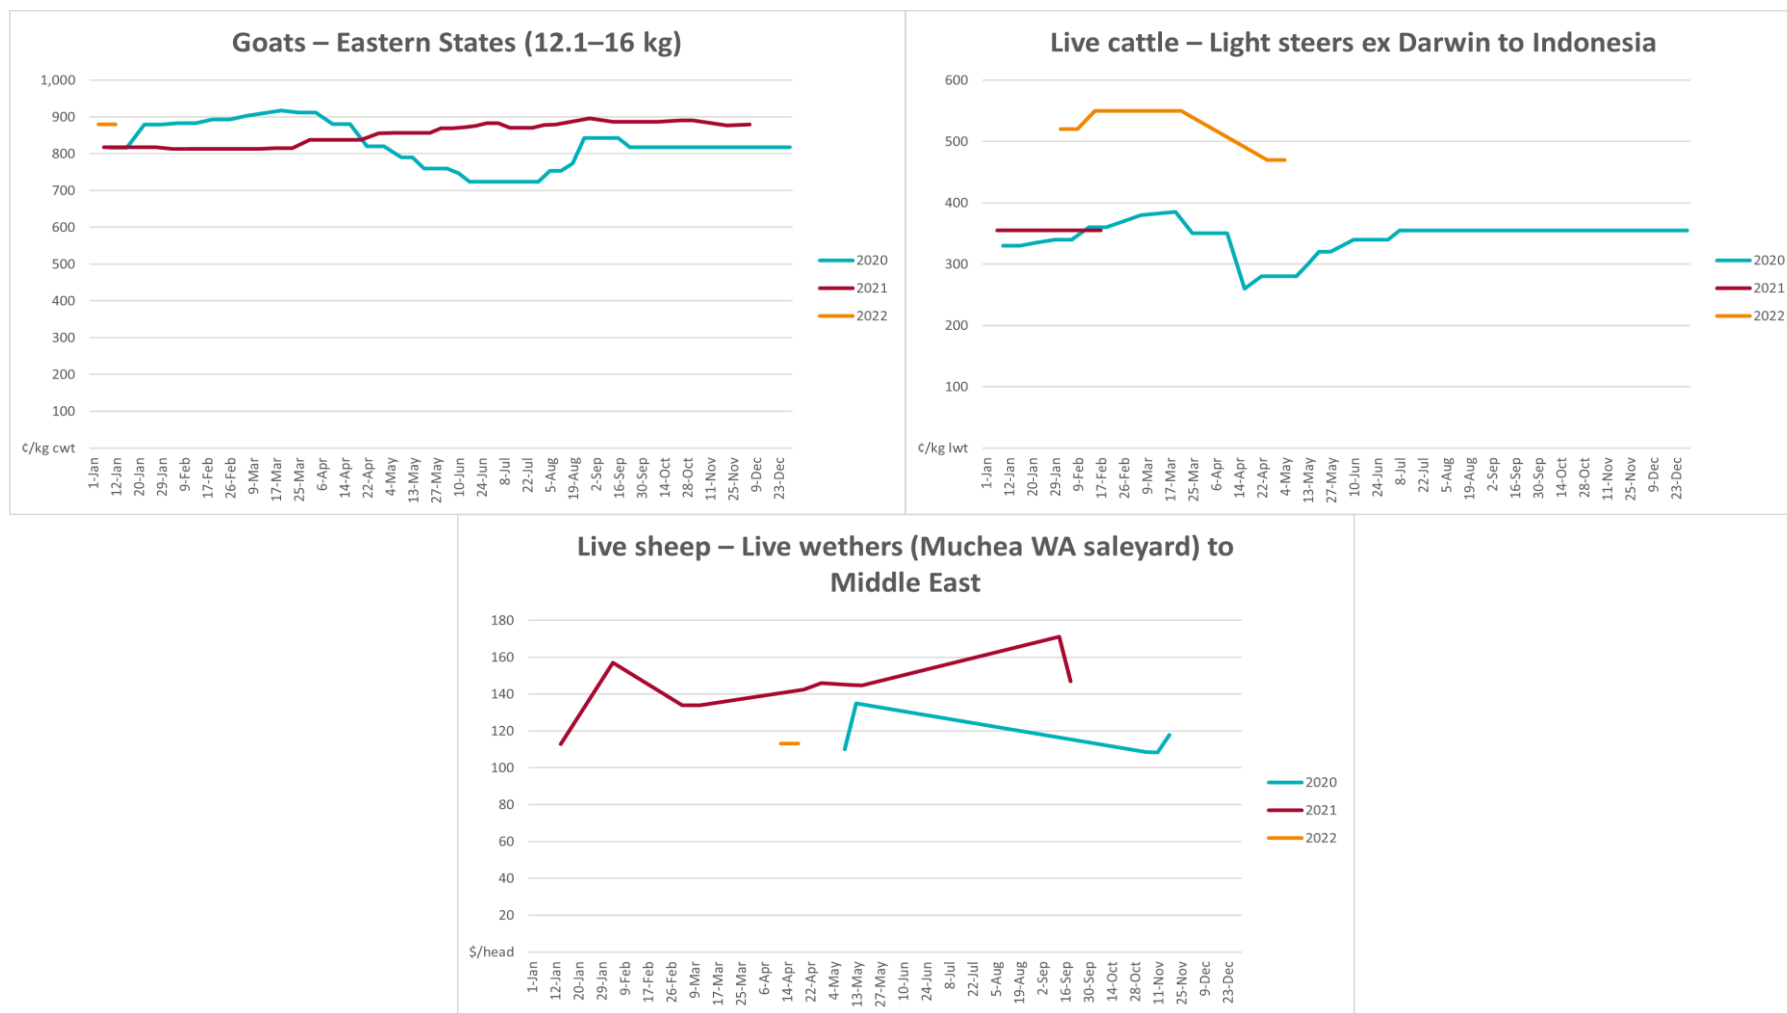 Goats – Eastern States (12.1–16 kg)
1,000
900
800
700
600
500
400
300
200
100
¢/kg cwt
1-Jan
12-Jan
20-Jan
29-Jan
9-Feb
17-Feb
26-Feb
9-Mar
17-Mar
25-Mar
6-Apr
14-Apr
22-Apr
4-May
13-May
27-May
10-Jun
24-Jun
8-Jul
22-Jul
5-Aug
19-Aug
2-Sep
16-Sep
30-Sep
14-Oct
28-Oct
11-Nov
25-Nov
9-Dec
23-Dec
2020
2021
2022
Live cattle – Light steers ex Darwin to Indonesia
600
500
400
300
200
100
¢/kg lwt
1-Jan
12-Jan
20-Jan
29-Jan
9-Feb
17-Feb
26-Feb
9-Mar
17-Mar
25-Mar
6-Apr
14-Apr
22-Apr
4-May
13-May
27-May
10-Jun
24-Jun
8-Jul
22-Jul
5-Aug
19-Aug
2-Sep
16-Sep
30-Sep
14-Oct
28-Oct
11-Nov
25-Nov
9-Dec
23-Dec
2020
2021
2022
Live sheep – Live wethers (Muchea WA saleyard) to
Middle East
180
160
140
120
100
80
60
40
20
$/head
1-Jan
12-Jan
20-Jan
29-Jan
9-Feb
17-Feb
26-Feb
9-Mar
17-Mar
25-Mar
6-Apr
14-Apr
22-Apr
4-May
13-May
27-May
10-Jun
24-Jun
8-Jul
22-Jul
5-Aug
19-Aug
2-Sep
16-Sep
30-Sep
14-Oct
28-Oct
11-Nov
25-Nov
9-Dec
23-Dec
2020
2021
2022